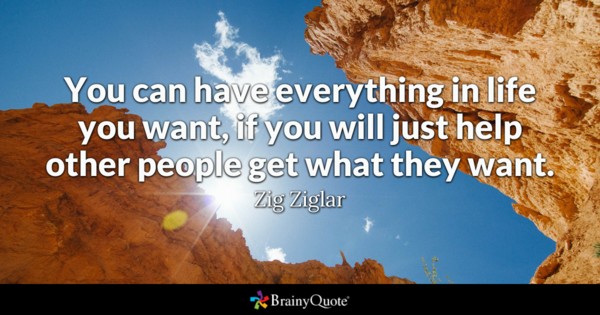 You can have everything in life
you want, if you will just help
other people get what they want.
Zig Ziglar
BrainyQuote®